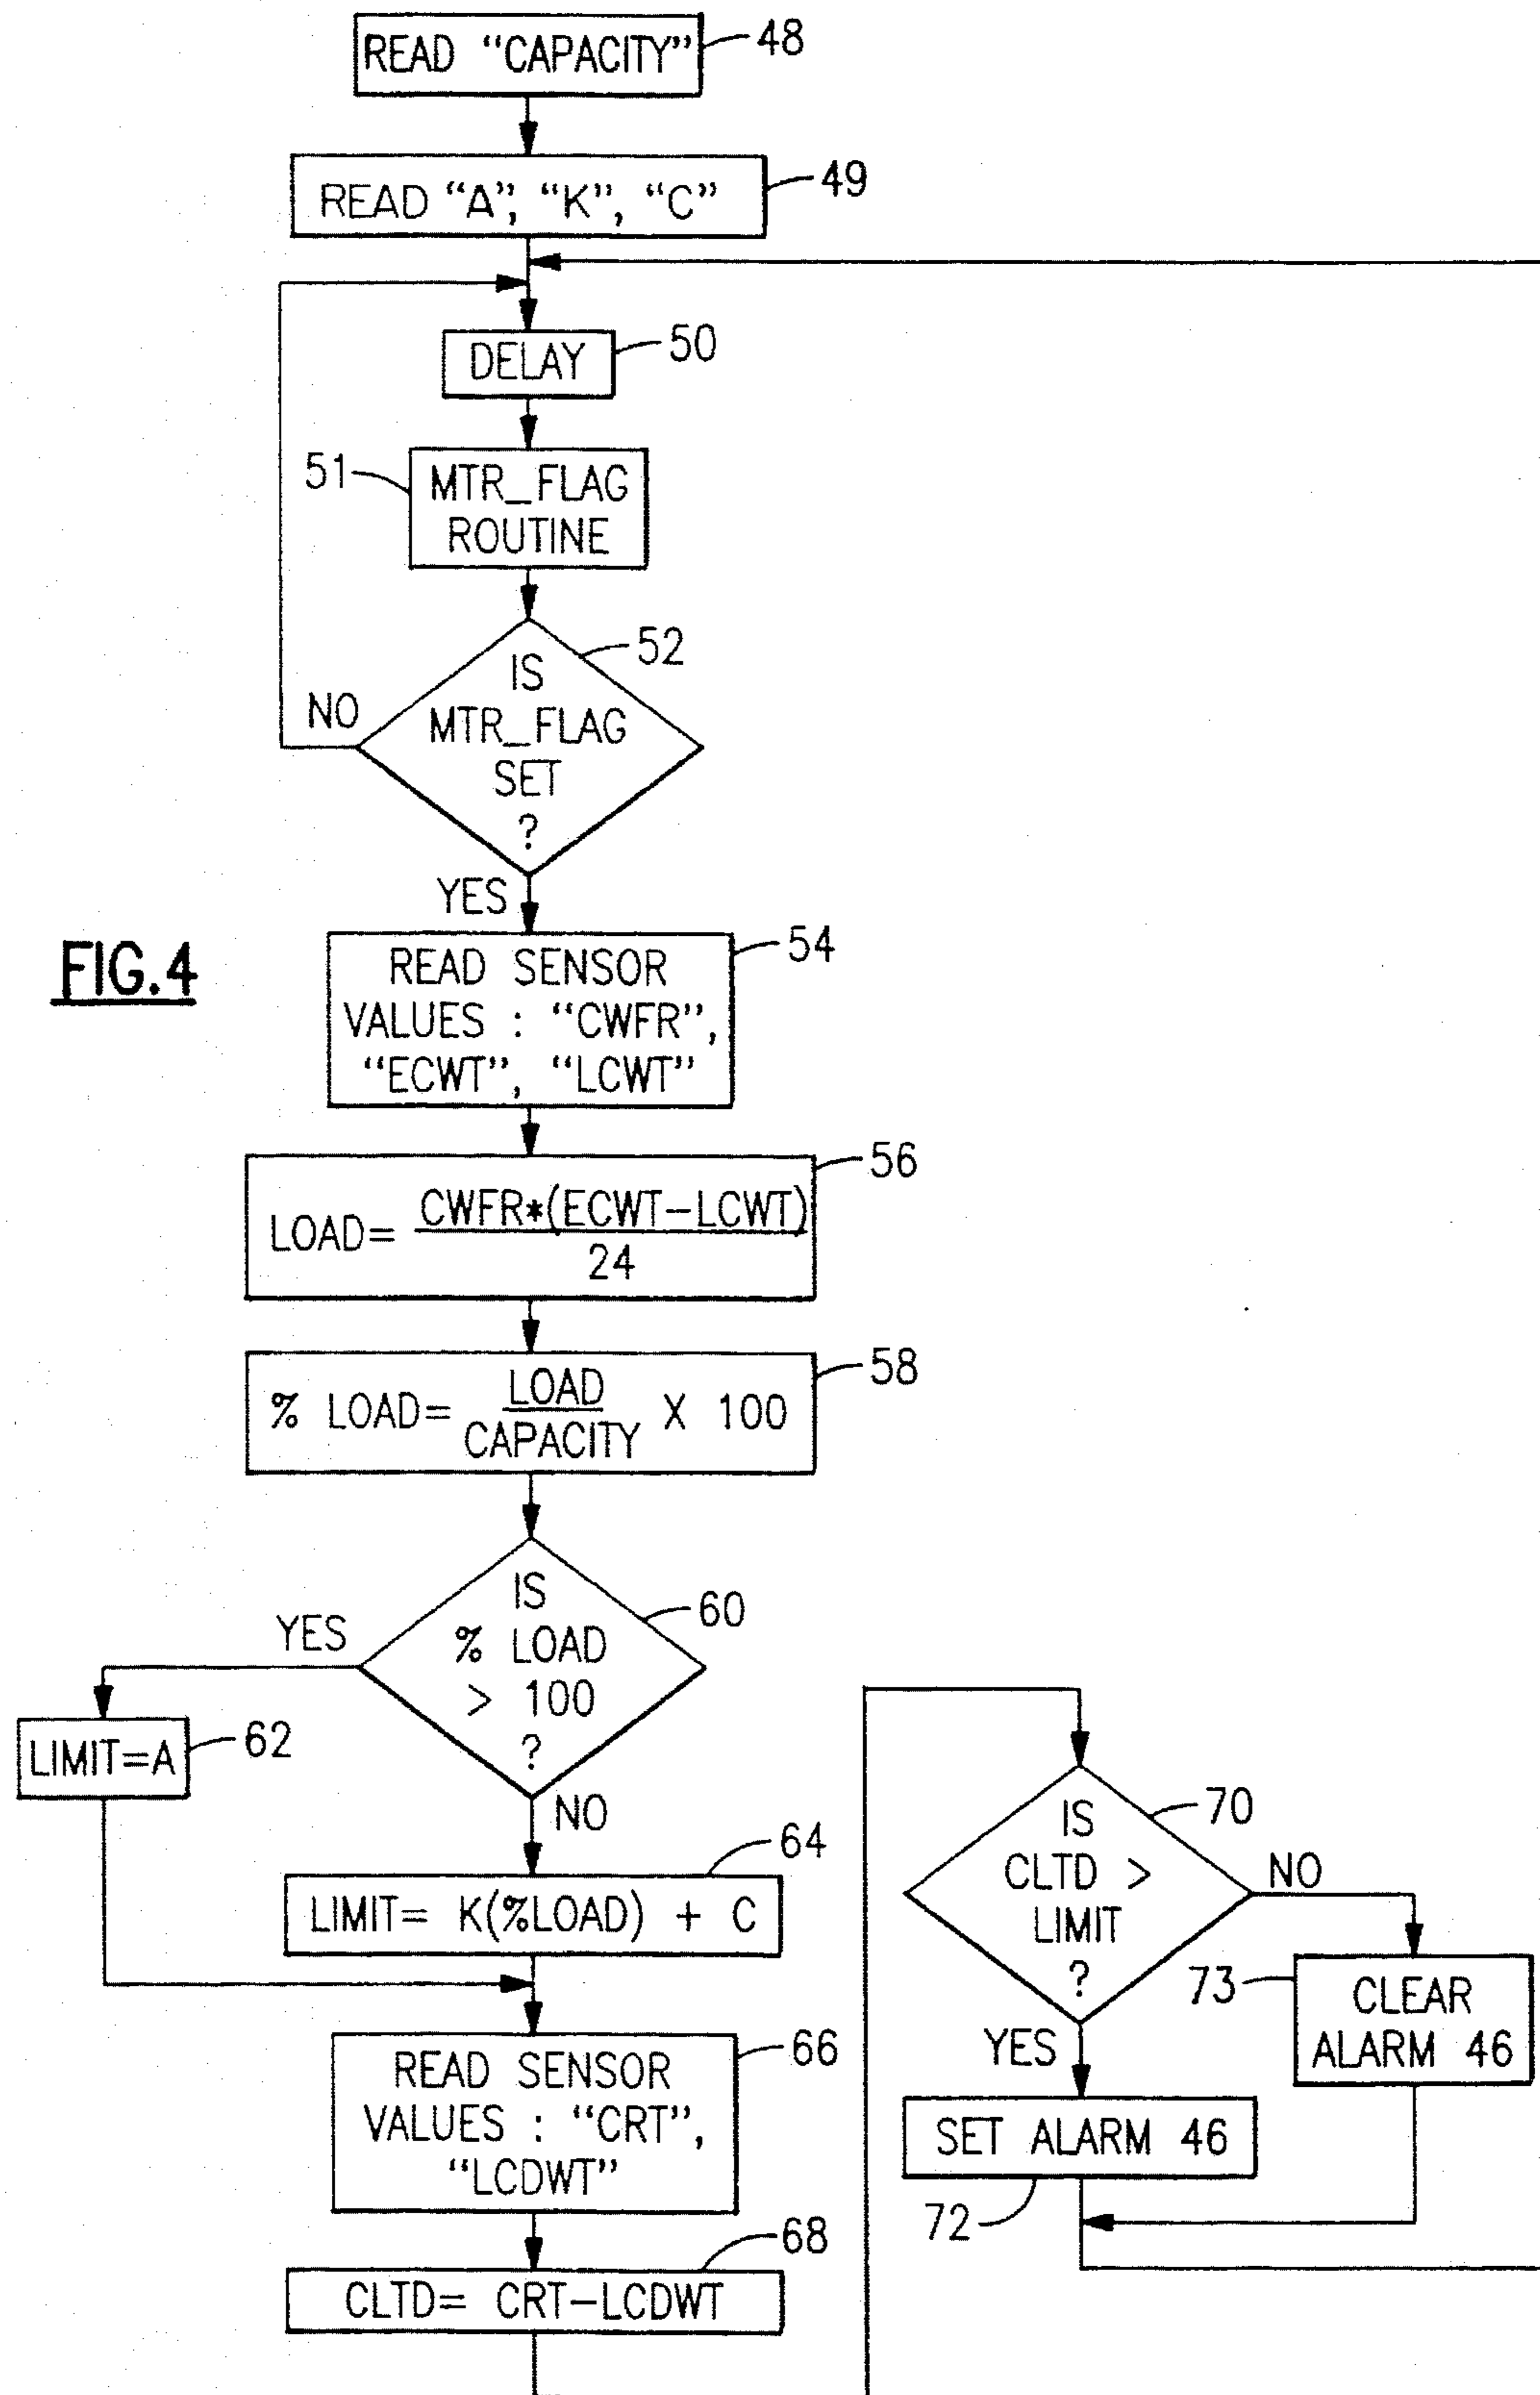 READ “CAPACITY”
48
READ “A”, “K”, “C”
49
DELAY
50
51
MTR_FLAG
ROUTINE
IS
MTR_FLAG
SET
?
52
NO
YES
FIG.4
READ SENSOR
VALUES : “CWFR”,
“ECWT”, “LCWT”
54
LOAD= CWFR*(ECWT-LCWT)
24
56
% LOAD= LOAD
CAPACITY X 100
58
IS
% LOAD
> 100
?
60
YES
LIMIT=A
62
NO
LIMIT= K(%LOAD) + C
64
READ SENSOR
VALUES : “CRT”,
“LCDWT”
66
CLTD= CRT-LCDWT
68
IS
CLTD >
LIMIT
?
70
NO
73
CLEAR
ALARM 46
YES
SET ALARM 46
72